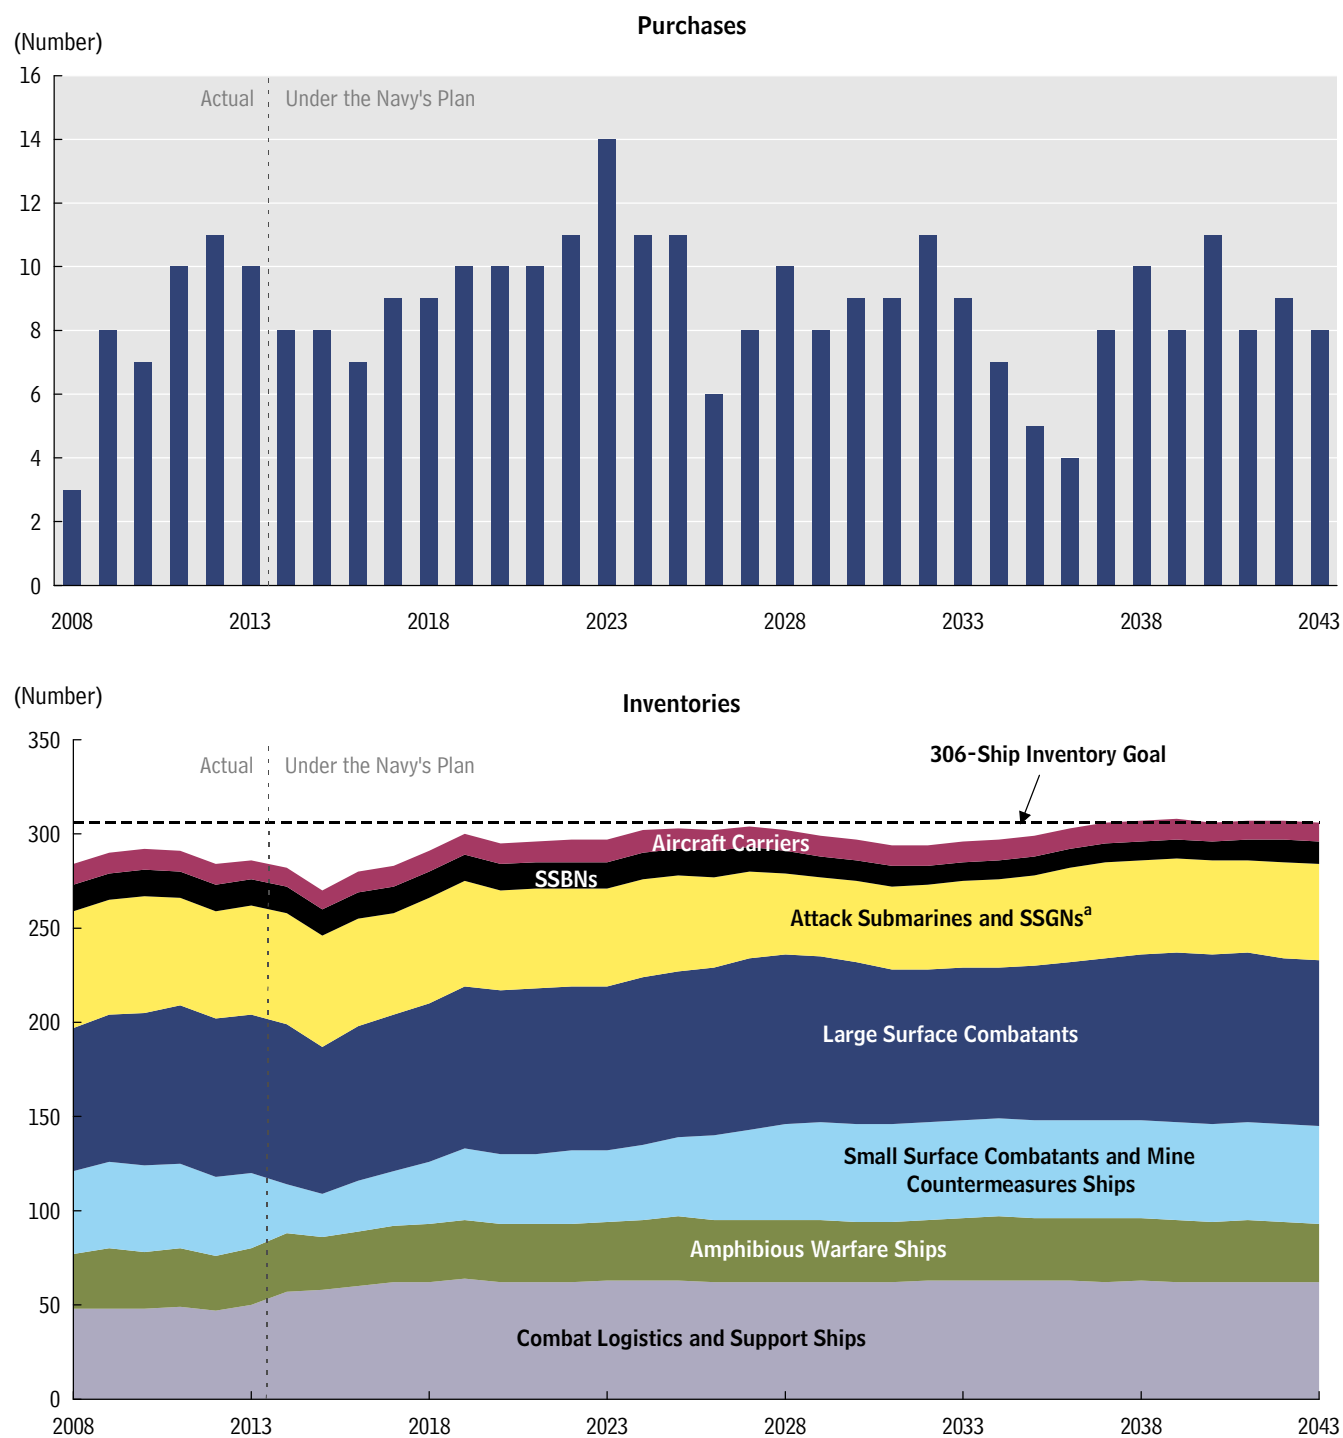 Purchases
(Number)
16
Actual
Under the Navy's Plan
14
12
10
8
6
4
2
0
2008
2013
2018
2023
2028
2033
2038
2043
(Number)
Inventories
350
306-Ship Inventory Goal
Actual
Under the Navy's Plan
300
Aircraft Carriers
SSBNs
250
Attack Submarines and SSGNsª
200
Large Surface Combatants
150
Small Surface Combatants and Mine
Countermeasures Ships
100
Amphibious Warfare Ships
50
Combat Logistics and Support Ships
0
2008
2013
2018
2023
2028
2033
2038
2043